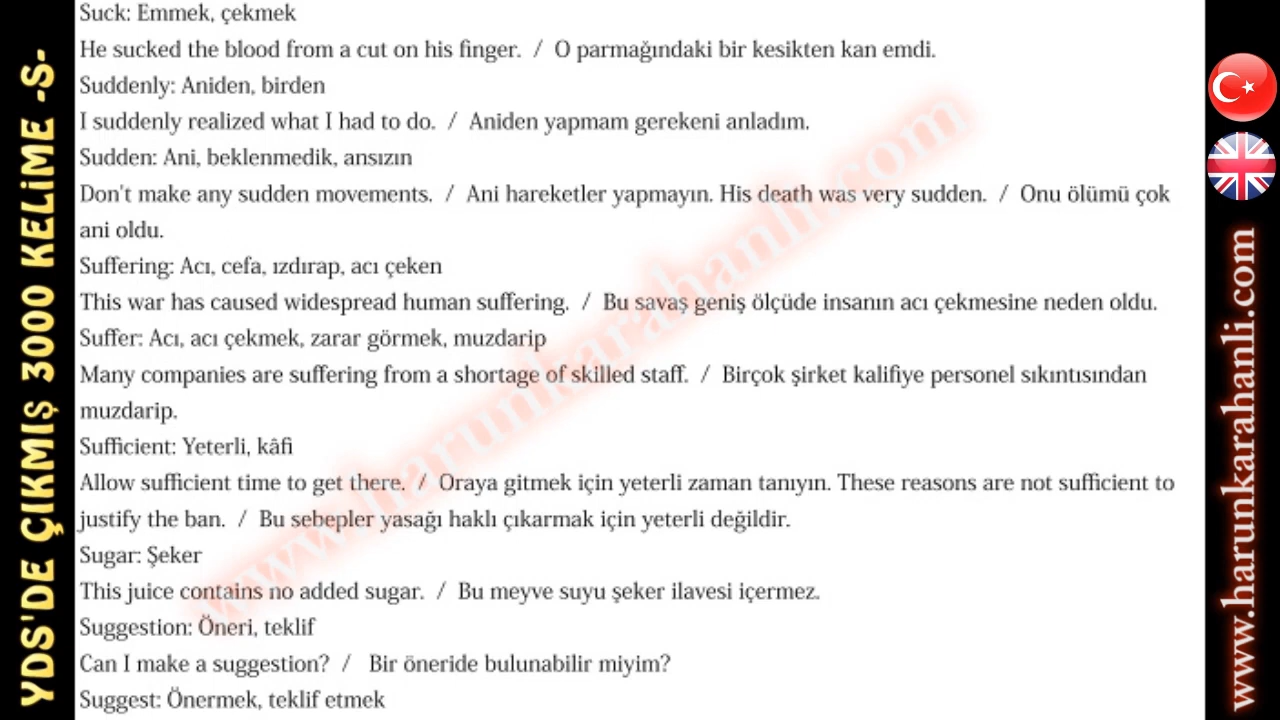 YDS'DE ÇIKMIŞ 3000 KELİME -S-
Suck: Emmek, çekmek
He sucked the blood from a cut on his finger. / O parmağındaki bir kesikten kan emdi.
Suddenly: Aniden, birden
I suddenly realized what I had to do. / Aniden yapmam gerekeni anladım.
Sudden: Ani, beklenmedik, ansızın
Don't make any sudden movements. / Ani hareketler yapmayın. His death was very sudden. / Onu ölümü çok
ani oldu.
Suffering: Acı, cefa, ızdırap, acı çeken
This war has caused widespread human suffering. / Bu savaş geniş ölçüde insanın acı çekmesine neden oldu.
Suffer: Acı, acı çekmek, zarar görmek, muzdarip
Many companies are suffering from a shortage of skilled staff. / Birçok şirket kalifiye personel sıkıntısından
muzdarip.
Sufficient: Yeterli, kâfi
Allow sufficient time to get there. / Oraya gitmek için yeterli zaman tanıyın. These reasons are not sufficient to
justify the ban. / Bu sebepler yasağı haklı çıkarmak için yeterli değildir.
Sugar: Şeker
This juice contains no added sugar. / Bu meyve suyu şeker ilavesi içermez.
Suggestion: Öneri, teklif
Can I make a suggestion? / Bir öneride bulunabilir miyim?
Suggest: Önermek, teklif etmek
www.harunkarahanli.com
www.harunkarahanli.com